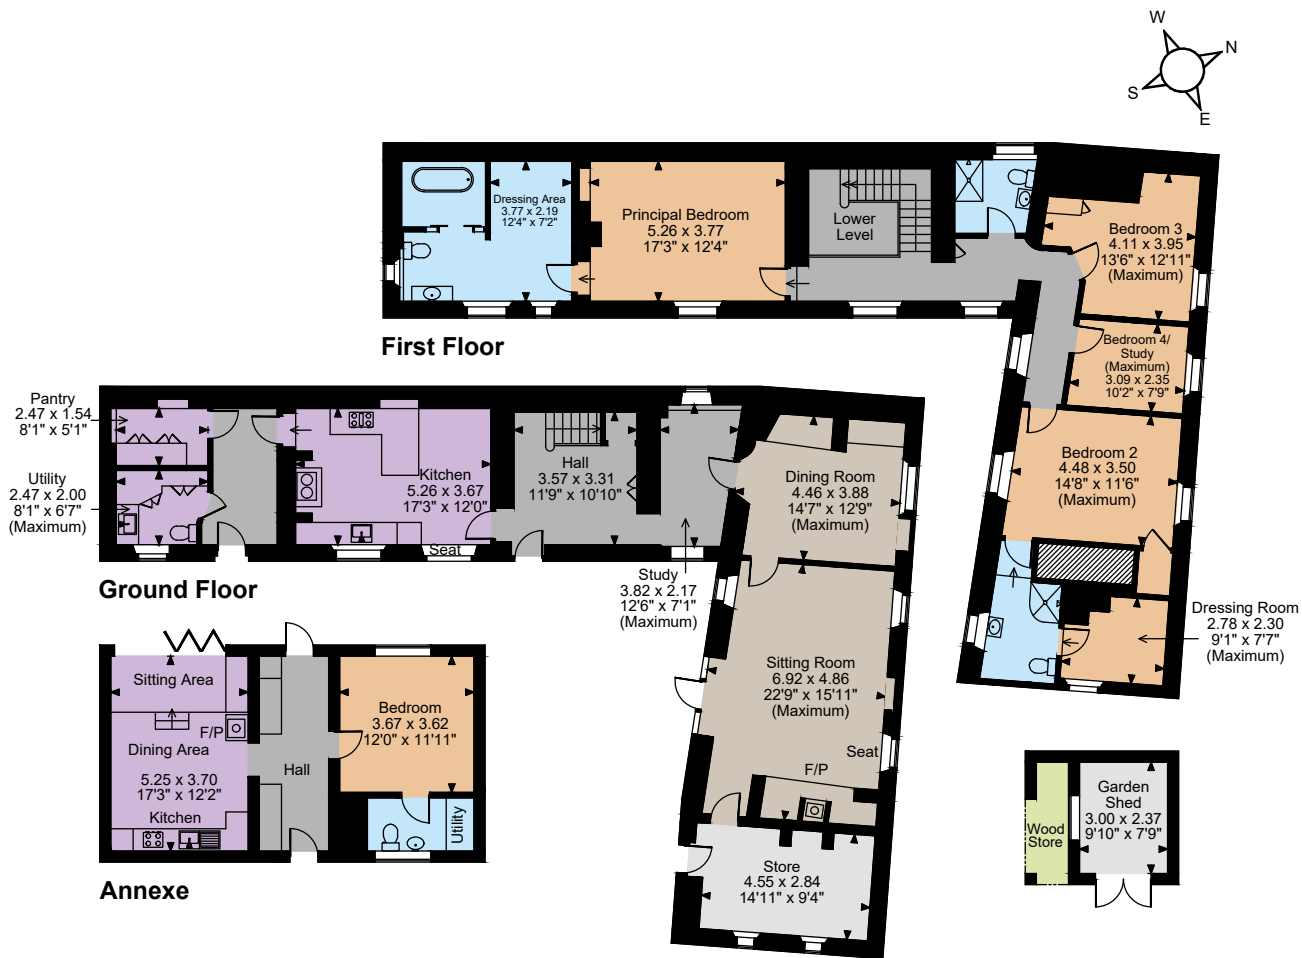 W
N
S
E
Dressing Area
3.77 x 2.19
12'4" x 7'2"
Principal Bedroom
5.26 x 3.77
17'3" x 12'4"
Lower
Level
Bedroom 3
4.11 x 3.95
13'6" x 12'11"
(Maximum)
First Floor
Bedroom 4/
Study
(Maximum)
3.09 x 2.35
10'2" x 7'9"
Bedroom 2
4.48 x 3.50
14'8" x 11'6"
(Maximum)
Dressing Room
2.78 x 2.30
9'1" x 7'7"
(Maximum)
Pantry
2.47 x 1.54
8'1" x 5'1"
Utility
2.47 x 2.00
8'1" x 6'7"
(Maximum)
Kitchen
5.26 x 3.67
17'3" x 12'0"
Seat
Hall
3.57 x 3.31
11'9" x 10'10"
Study
3.82 x 2.17
12'6" x 7'1"
(Maximum)
Dining Room
4.46 x 3.88
14'7" x 12'9"
(Maximum)
Ground Floor
Sitting Room
6.92 x 4.86
22'9" x 15'11"
(Maximum)
Seat
F/P
Store
4.55 x 2.84
14'11" x 9'4"
Sitting Area
F/P
Dining Area
5.25 x 3.70
17'3" x 12'2"
Kitchen
Hall
Bedroom
3.67 x 3.62
12'0" x 11'11"
Utility
Annexe
Wood
Store
Garden
Shed
3.00 x 2.37
9'10" x 7'9"